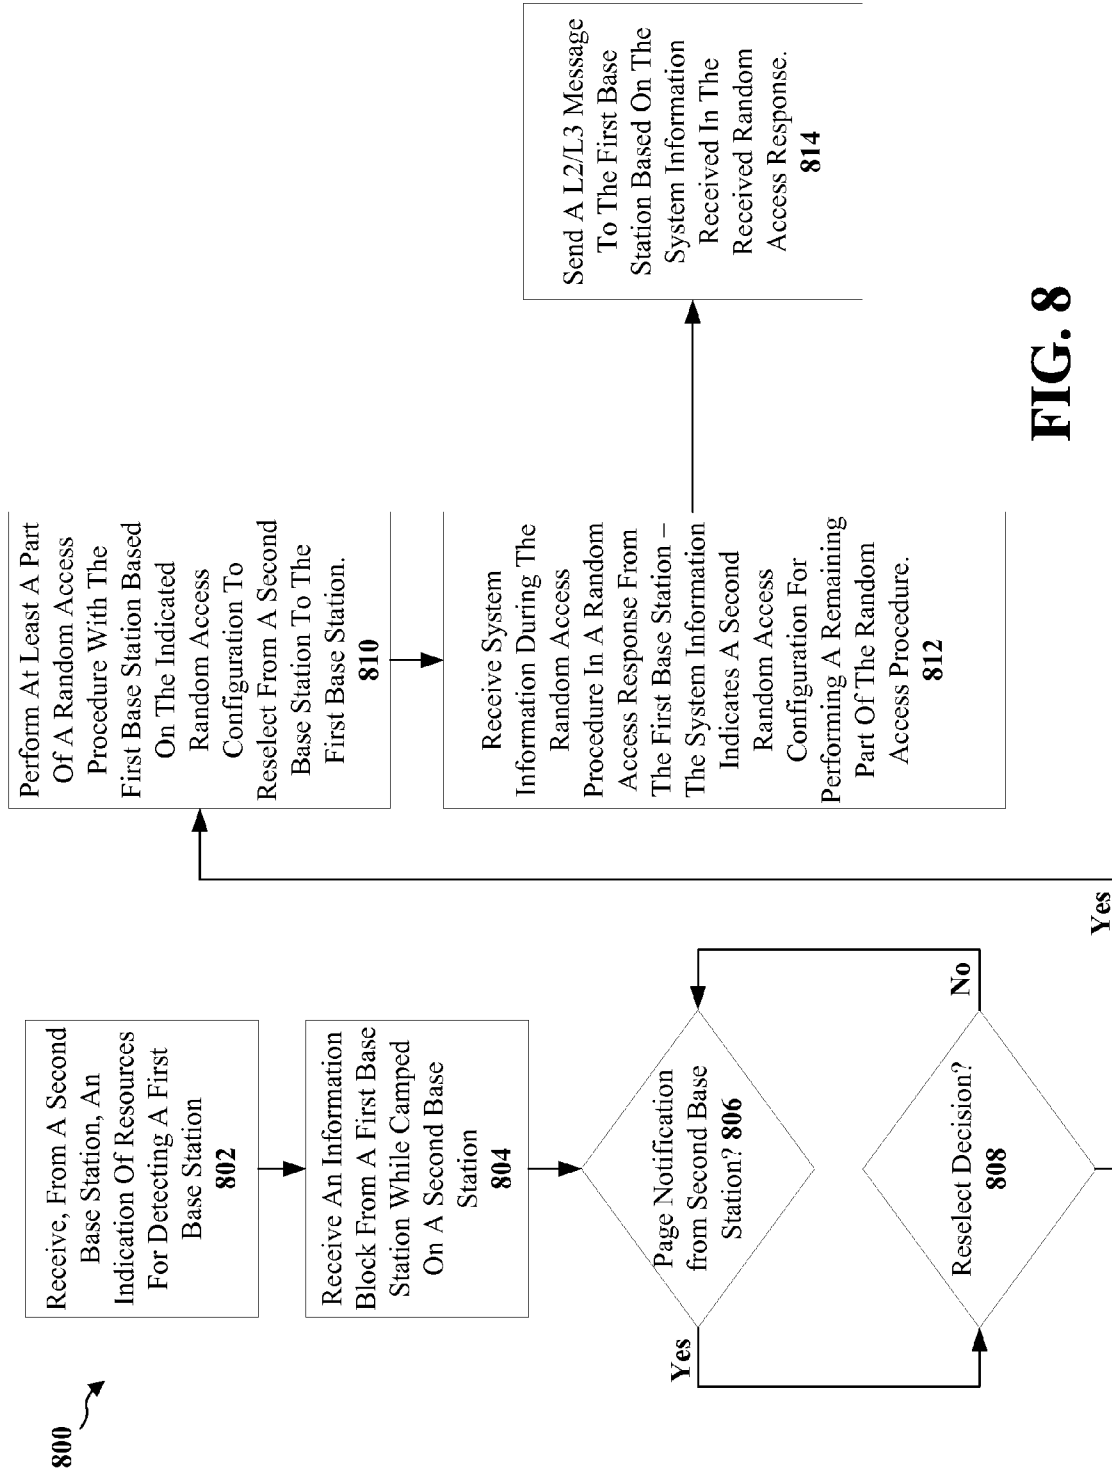 800
Receive, From A Second
Base Station, An
Indication Of Resources
For Detecting A First
Base Station
802
Receive An Information
Block From A First Base
Station While Camped
On A Second Base
Station
804
Page Notification
from Second Base
Station? 806
Yes
No
Reselect Decision?
808
Yes
Perform At Least A Part
Of A Random Access
Procedure With The
First Base Station Based
On The Indicated
Random Access
Configuration To
Reselect From A Second
Base Station To The
First Base Station.
810
Receive System
Information During The
Random Access
Procedure In A Random
Access Response From
The First Base Station –
The System Information
Indicates A Second
Random Access
Configuration For
Performing A Remaining
Part Of The Random
Access Procedure.
812
Send A L2/L3 Message
To The First Base
Station Based On The
System Information
Received In The
Received Random
Access Response.
814
FIG. 8